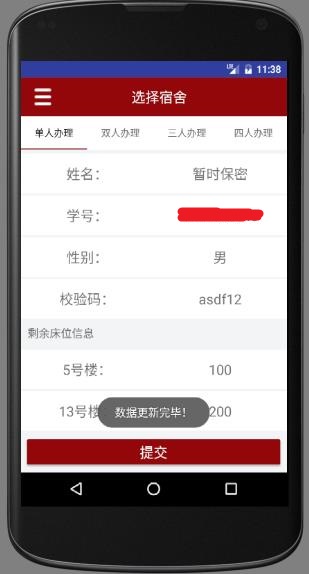 LTE 11:38
选择宿舍
单人办理 双人办理 三人办理 四人办理
姓名： 暂时保密
学号：
性别： 男
校验码： asdf12
剩余床位信息
5号楼： 100
13号楼 200
数据更新完毕！
提交